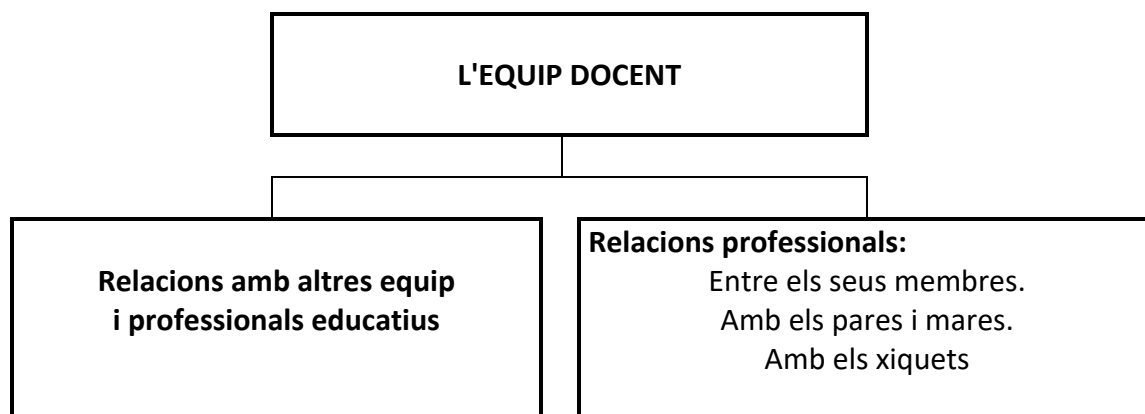 L'EQUIP DOCENT
Relacions amb altres equip
i professionals educatius
Relacions professionals:
Entre els seus membres.
Amb els pares i mares.
Amb els xiquets